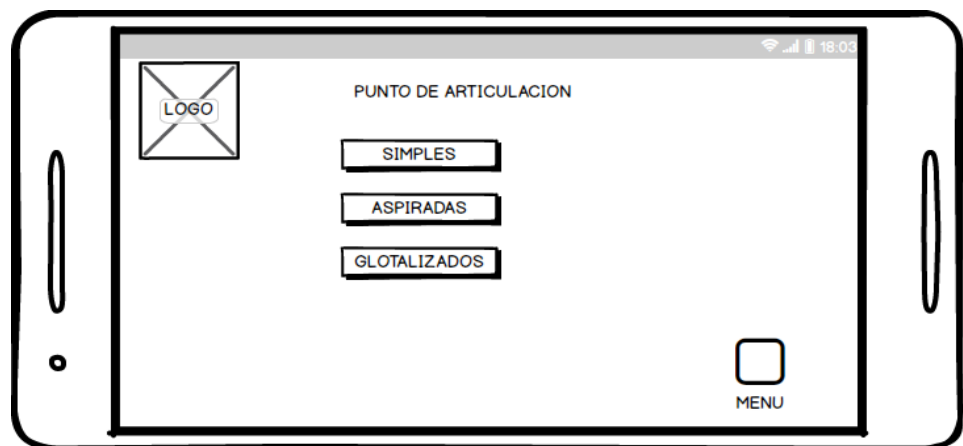 18:03
LOGO
PUNTO DE ARTICULACION
SIMPLES
ASPIRADAS
GLOTALIZADOS
MENU